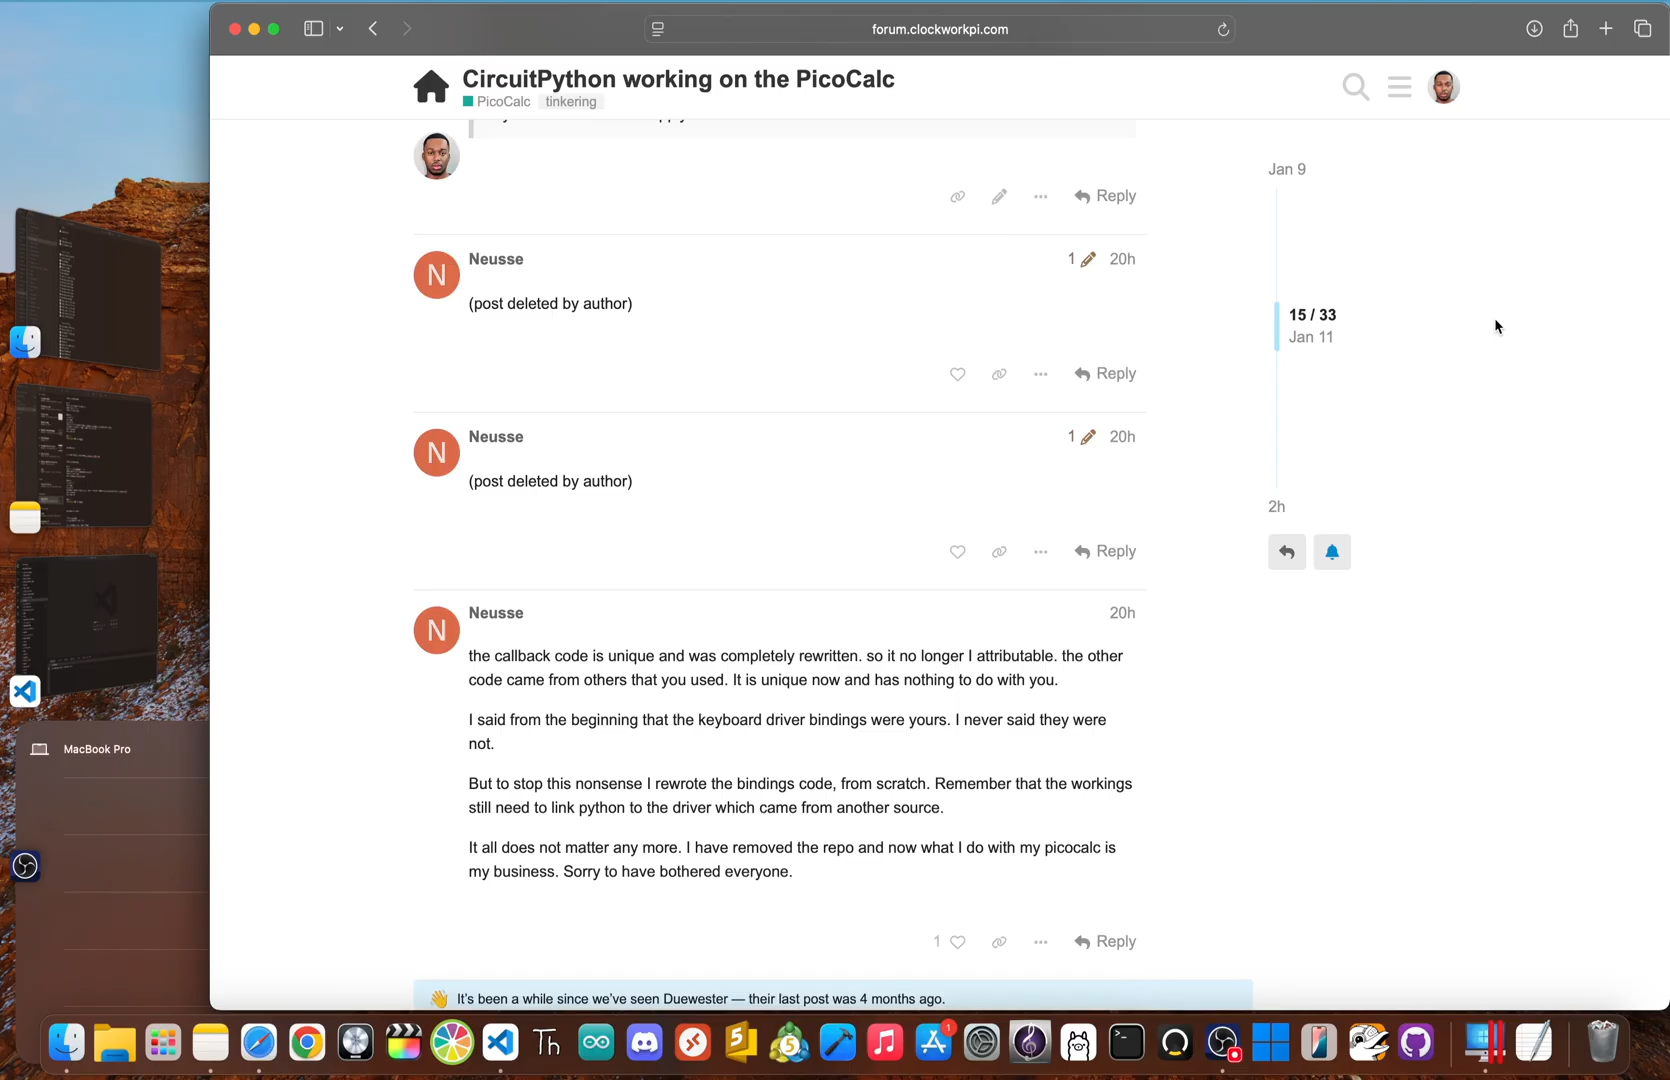 forum.clockworkpi.com
CircuitPython working on the PicoCalc
PicoCalc tinkering
Reply
Jan 9
Neusse 1 20h
(post deleted by author)
15 / 33
Jan 11
Reply
Neusse 1 20h
(post deleted by author)
2h
Reply
Neusse 20h
N
N
N
the callback code is unique and was completely rewritten. so it no longer I attributable. the other
code came from others that you used. It is unique now and has nothing to do with you.
I said from the beginning that the keyboard driver bindings were yours. I never said they were
not.
But to stop this nonsense I rewrote the bindings code, from scratch. Remember that the workings
still need to link python to the driver which came from another source.
It all does not matter any more. I have removed the repo and now what I do with my picocalc is
my business. Sorry to have bothered everyone.
1 Reply
It's been a while since we've seen Duewester — their last post was 4 months ago.
MacBook Pro
Th
5
5
1